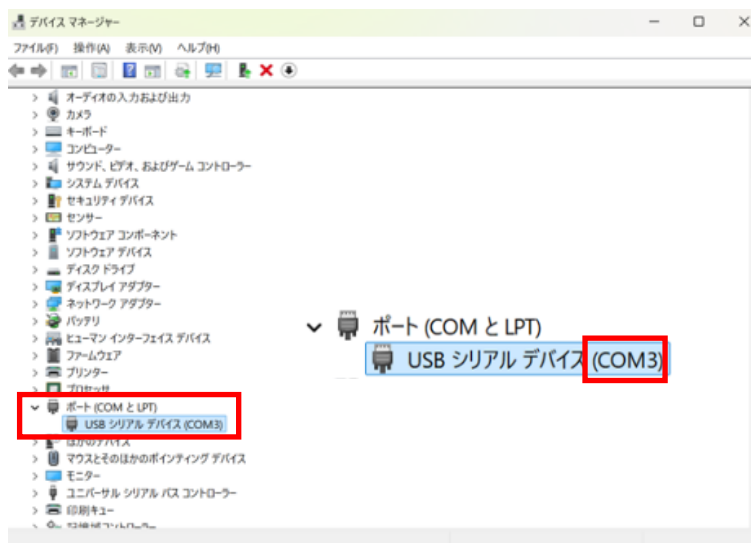 デバイス マネージャー
ファイル(F) 操作(A) 表示(V) ヘルプ(H)
オーディオの入力および出力
カメラ
キーボード
コンピューター
サウンド、ビデオ、およびゲーム コントローラー
システム デバイス
セキュリティ デバイス
センサー
ソフトウェア コンポーネント
ソフトウェア デバイス
ディスク ドライブ
ディスプレイ アダプター
ネットワーク アダプター
バッテリ
ヒューマン インターフェイス デバイス
ファームウェア
プリンター
プロセッサ
ポート (COM と LPT)
USB シリアル デバイス (COM3)
ほかのデバイス
マウスとそのほかのポインティング デバイス
モニター
ユニバーサル シリアル バス コントローラー
印刷キュー
記憶域コントローラー
ポート (COM と LPT)
USB シリアル デバイス (COM3)